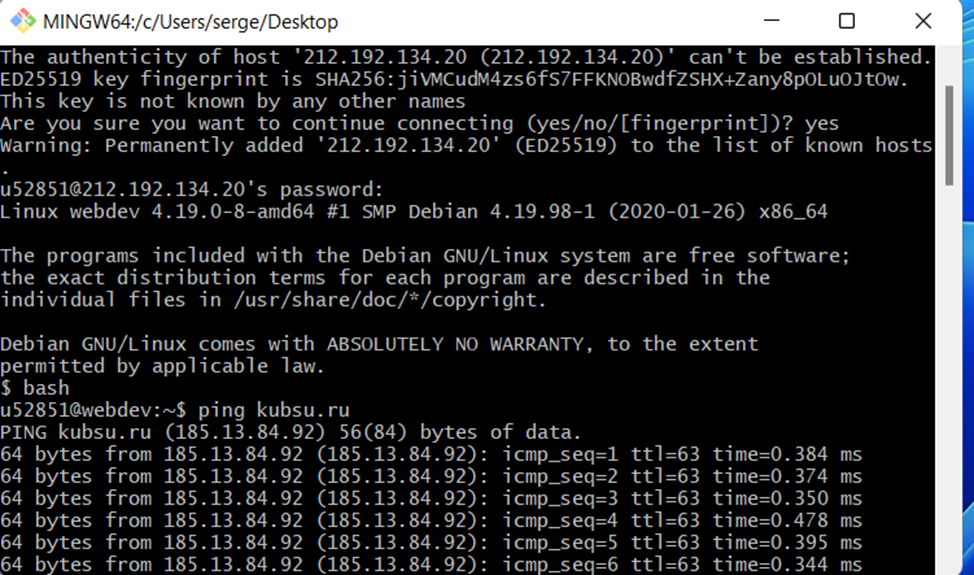 MINGW64:/c/Users/serge/Desktop
The authenticity of host '212.192.134.20 (212.192.134.20)' can't be established.
ED25519 key fingerprint is SHA256:jiVMCudM4zs6fS7FFKNOBwdfZSHX+Zany8pOLuOJtOw.
This key is not known by any other names
Are you sure you want to continue connecting (yes/no/[fingerprint])? yes
Warning: Permanently added '212.192.134.20' (ED25519) to the list of known hosts
.
u52851@212.192.134.20's password:
Linux webdev 4.19.0-8-amd64 #1 SMP Debian 4.19.98-1 (2020-01-26) x86_64
The programs included with the Debian GNU/Linux system are free software;
the exact distribution terms for each program are described in the
individual files in /usr/share/doc/*/copyright.
Debian GNU/Linux comes with ABSOLUTELY NO WARRANTY, to the extent
permitted by applicable law.
$ bash
u52851@webdev:~$ ping kubsu.ru
PING kubsu.ru (185.13.84.92) 56(84) bytes of data.
64 bytes from 185.13.84.92 (185.13.84.92): icmp_seq=1 ttl=63 time=0.384 ms
64 bytes from 185.13.84.92 (185.13.84.92): icmp_seq=2 ttl=63 time=0.374 ms
64 bytes from 185.13.84.92 (185.13.84.92): icmp_seq=3 ttl=63 time=0.350 ms
64 bytes from 185.13.84.92 (185.13.84.92): icmp_seq=4 ttl=63 time=0.478 ms
64 bytes from 185.13.84.92 (185.13.84.92): icmp_seq=5 ttl=63 time=0.395 ms
64 bytes from 185.13.84.92 (185.13.84.92): icmp_seq=6 ttl=63 time=0.344 ms